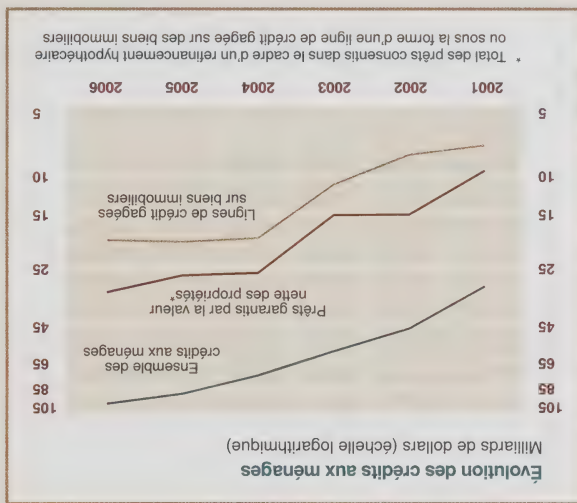 Évolution des crédits aux ménages
Milliards de dollars (échelle logarithmique)
105 105
85 85
65 65
45 45
25 25
15 15
10 10
5 5
Ensemble des
crédits aux ménages
Prêts garantis par la valeur
nette des propriétés*
Lignes de crédit gagées
sur biens immobiliers
2001 2002 2003 2004 2005 2006
* Total des prêts consentis dans le cadre d'un refinancement hypothécaire
ou sous la forme d'une ligne de crédit gagée sur des biens immobiliers